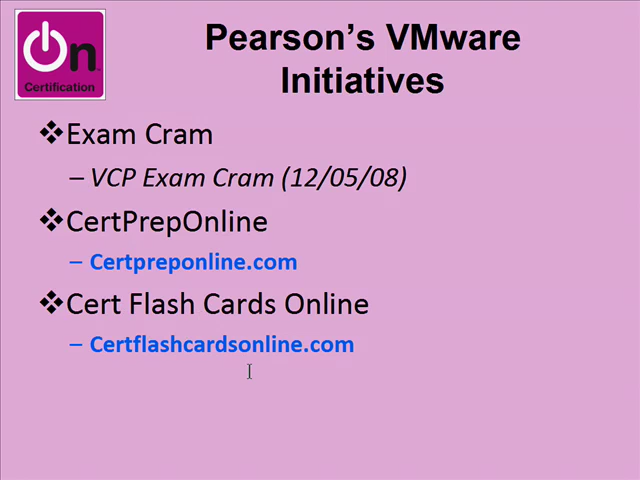 On
Certification
Pearson's VMware
Initiatives
❖Exam Cram
– VCP Exam Cram (12/05/08)
❖CertPrepOnline
– Certpreponline.com
❖Cert Flash Cards Online
– Certflashcardsonline.com